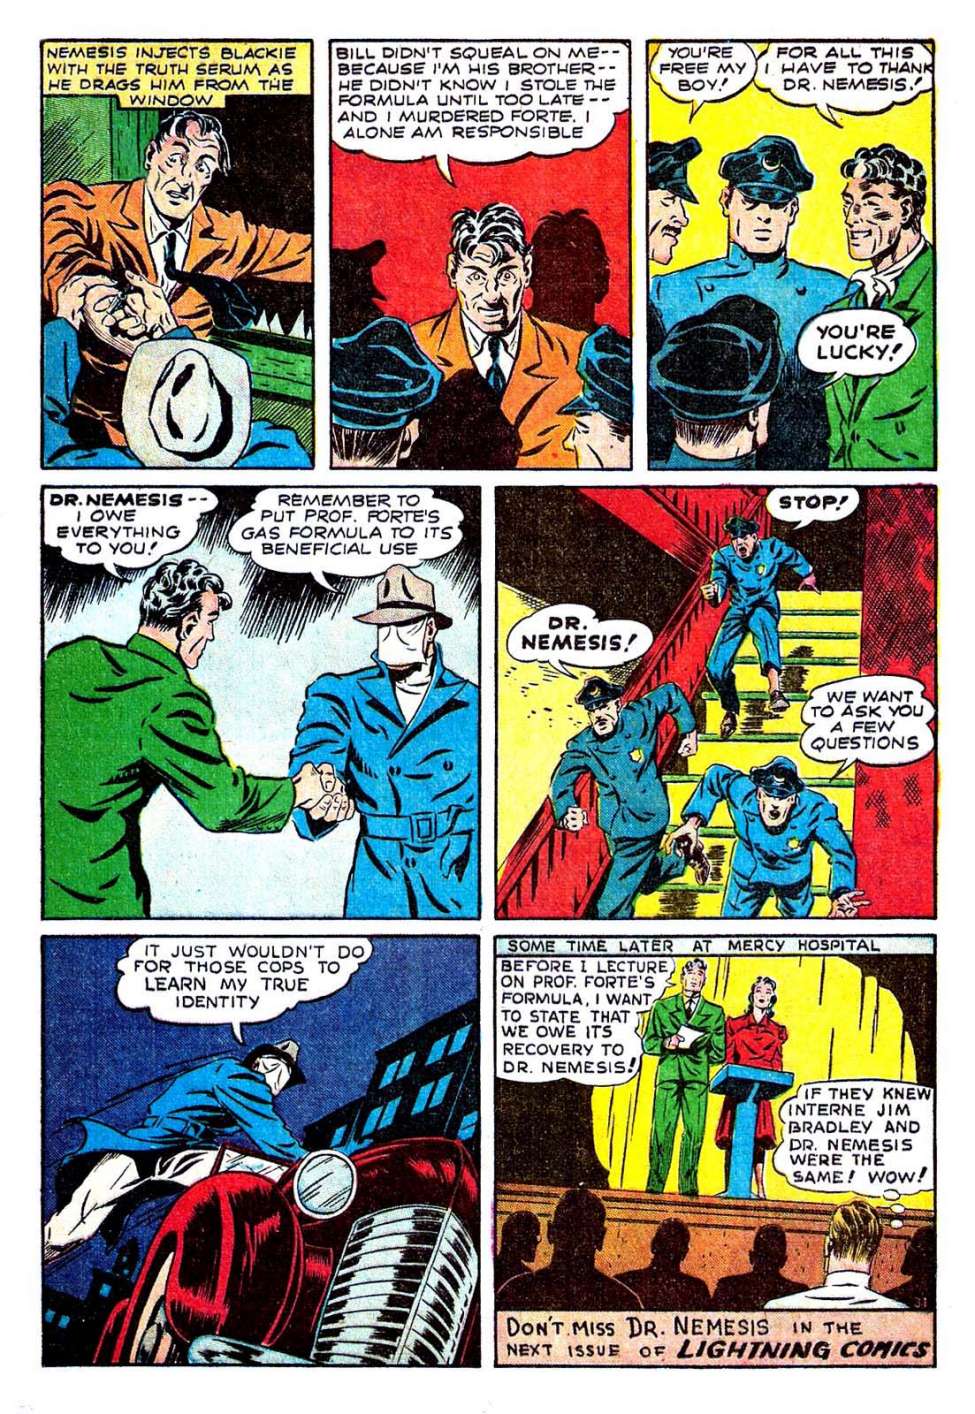 NEMESIS INJECTS BLACKIE
WITH THE TRUTH SERUM AS
HE DRAGS HIM FROM THE
WINDOW
BILL DIDN'T SQUEAL ON ME--
BECAUSE I'M HIS BROTHER--
HE DIDN'T KNOW I STOLE THE
FORMULA UNTIL TOO LATE--
AND I MURDERED FORTE. I
ALONE AM RESPONSIBLE
YOU'RE
FREE MY
BOY!
FOR ALL THIS
I HAVE TO THANK
DR. NEMESIS!
YOU'RE
LUCKY!
DR. NEMESIS--
I OWE
EVERYTHING
TO YOU!
REMEMBER TO
PUT PROF. FORTE'S
GAS FORMULA TO ITS
BENEFICIAL USE
STOP!
DR.
NEMESIS!
WE WANT
TO ASK YOU
A FEW
QUESTIONS
IT JUST WOULDN'T DO
FOR THOSE COPS TO
LEARN MY TRUE
IDENTITY
SOME TIME LATER AT MERCY HOSPITAL
BEFORE I LECTURE
ON PROF. FORTE'S
FORMULA, I WANT
TO STATE THAT
WE OWE ITS
RECOVERY TO
DR. NEMESIS!
IF THEY KNEW
INTERNE JIM
BRADLEY AND
DR. NEMESIS
WERE THE
SAME! WOW!
DON'T MISS DR. NEMESIS IN THE
NEXT ISSUE OF LIGHTNING COMICS